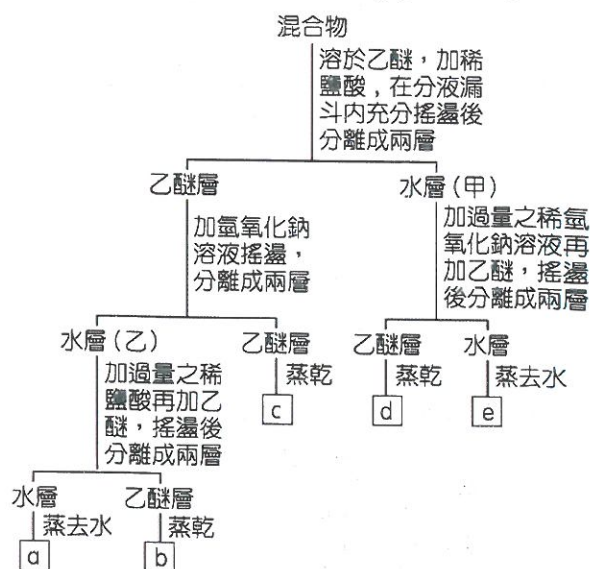 混合物
溶於乙醚，加稀
鹽酸，在分液漏
斗内充分搖盪後
分離成兩層
乙醚層
水層(甲)
加氫氧化鈉
溶液搖盪，
分離成兩層
加過量之稀氫
氧化鈉溶液再
加乙醚，搖盪
後分離成兩層
水層(乙)
乙醚層
乙醚層
水層
加過量之稀
鹽酸再加乙
醚，搖盪後
分離成兩層
蒸乾
蒸乾
蒸去水
c
d
e
水層
乙醚層
蒸去水
蒸乾
a
b